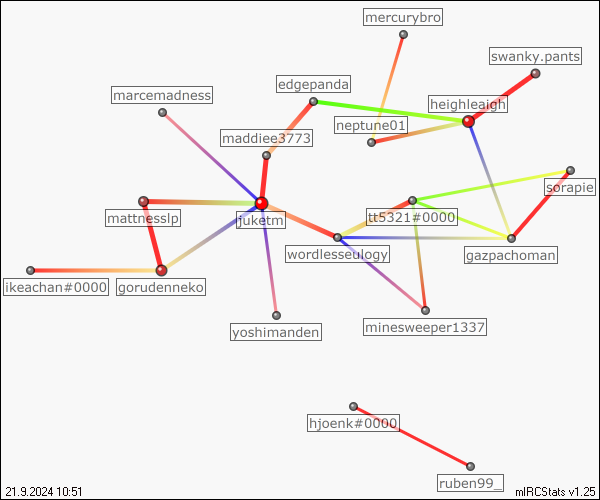 mercurybro
swanky.pants
edgepanda
marcemadness
heighleaigh
neptune01
maddiee3773
sorapie
mattnesslp
juketm
tt5321#0000
wordlesseulogy
gazpachoman
ikeachan#0000
gorudenneko
yoshimanden
minesweeper1337
hjoenk#0000
ruben99_
21.9.2024 10:51
mIRCStats v1.25